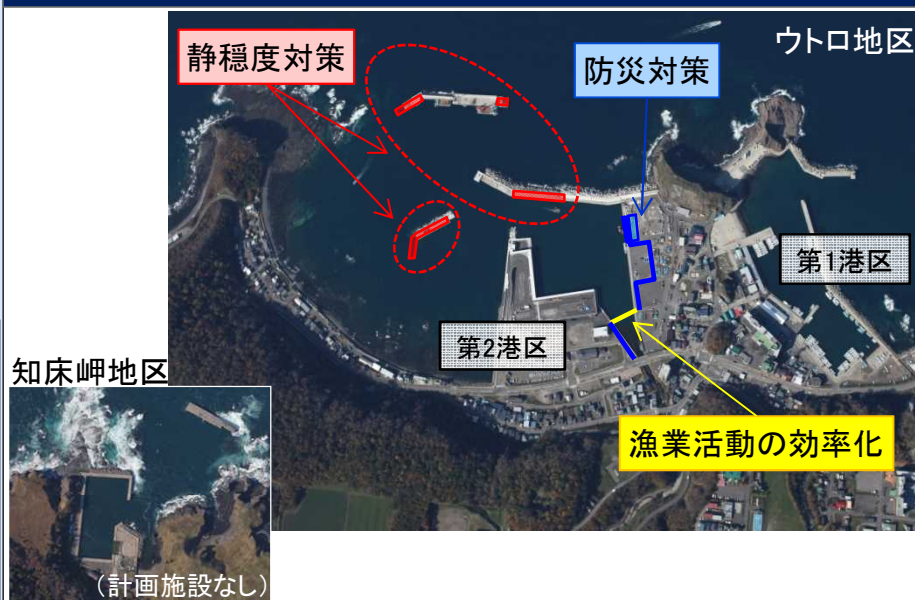 ウトロ地区
静穏度対策
防災対策
第1港区
第2港区
漁業活動の効率化
知床岬地区
(計画施設なし)